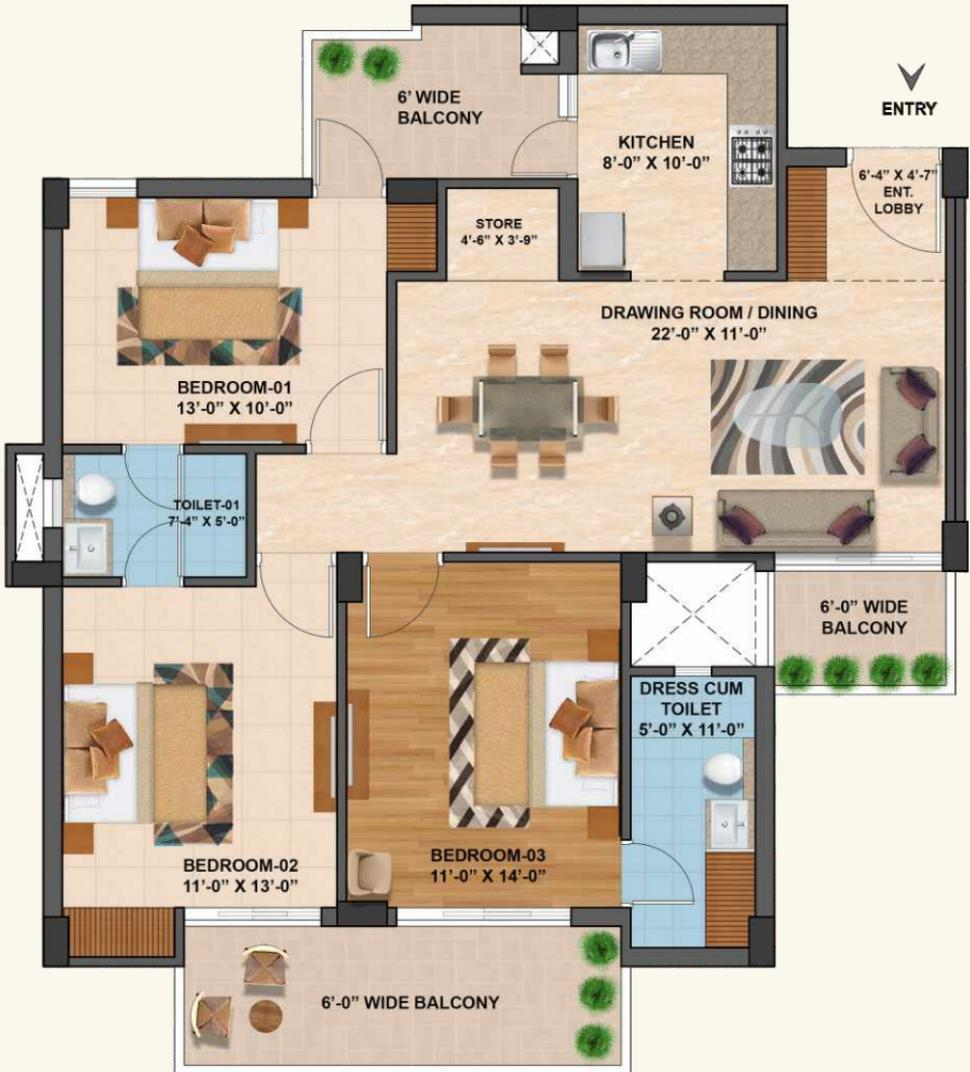 6’ WIDE
BALCONY
ENTRY
KITCHEN
8’-0” X 10’-0”
6’-4” X 4’-7”
ENT.
LOBBY
STORE
4’-6” X 3’-9”
DRAWING ROOM / DINING
22’-0” X 11’-0”
BEDROOM-01
13’-0” X 10’-0”
TOILET-01
7’-4” X 5’-0”
6’-0” WIDE
BALCONY
DRESS CUM
TOILET
5’-0” X 11’-0”
BEDROOM-02
11’-0” X 13’-0”
BEDROOM-03
11’-0” X 14’-0”
6’-0” WIDE BALCONY